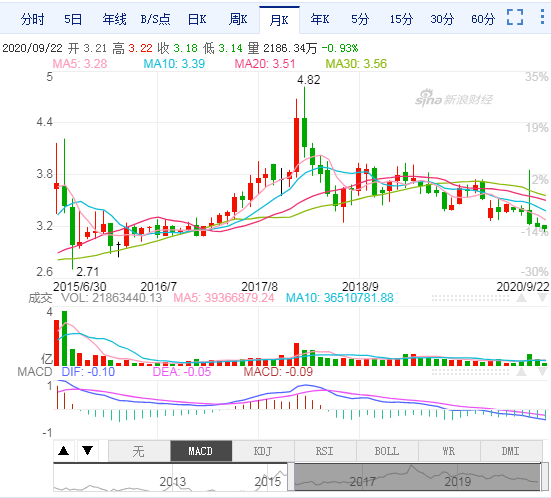 分时 5日 年线 B/S点 日K 周K 月K 年K 5分 15分 30分 60分
2020/09/22 开 3.21 高 3.22 收 3.18 低 3.14 量 2186.34万 -0.93%
MA5: 3.28 MA10: 3.39 MA20: 3.51 MA30: 3.56
5 4.82 35%
sina 新浪财经
4.4 19%
3.8 2%
3.2 -14%
2.6 2.71 -30%
2015/6/30 2016/7 2017/8 2018/9 2020/9/22
成交 VOL: 21863440.13 MA5: 39366879.24 MA10: 36510781.88
4
亿
MACD DIF: -0.10 DEA: -0.05 MACD: -0.09
1
-1
▲ ▼ 无 MACD KDJ RSI BOLL WR DMI
2013 2015 2017 2019